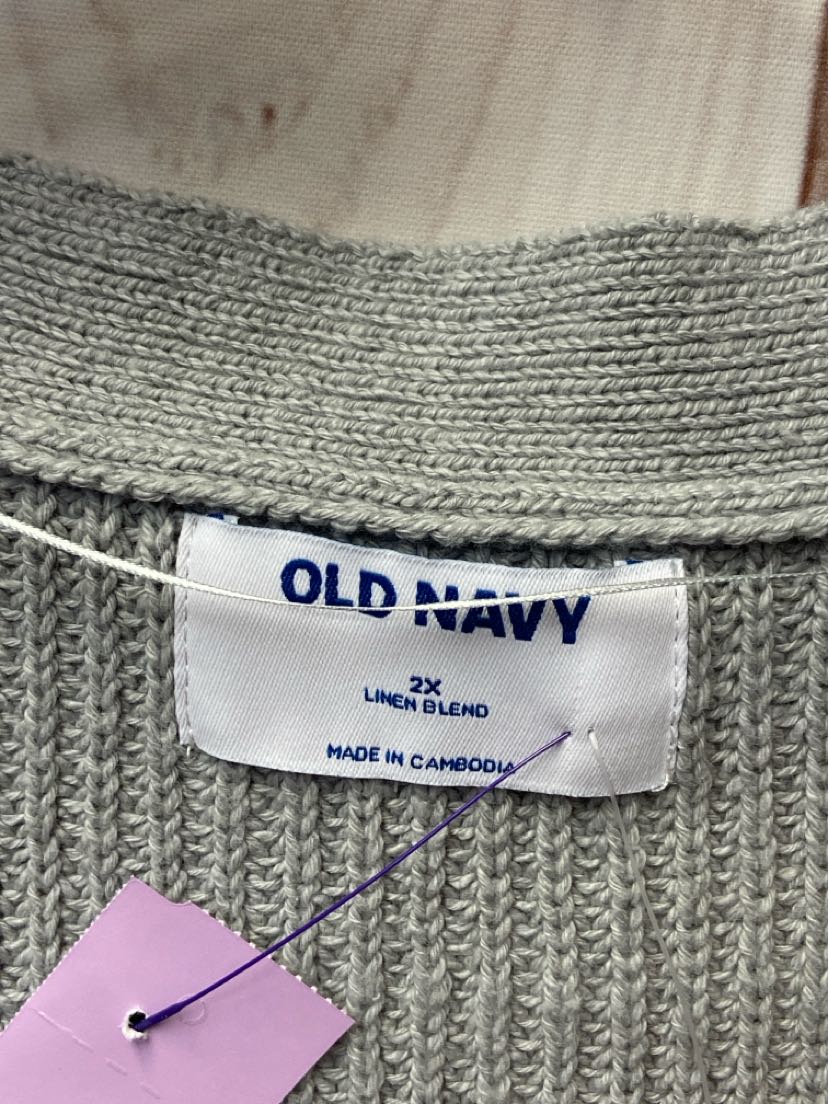 OLD NAVY
2X
LINEN BLEND
MADE IN CAMBODIA